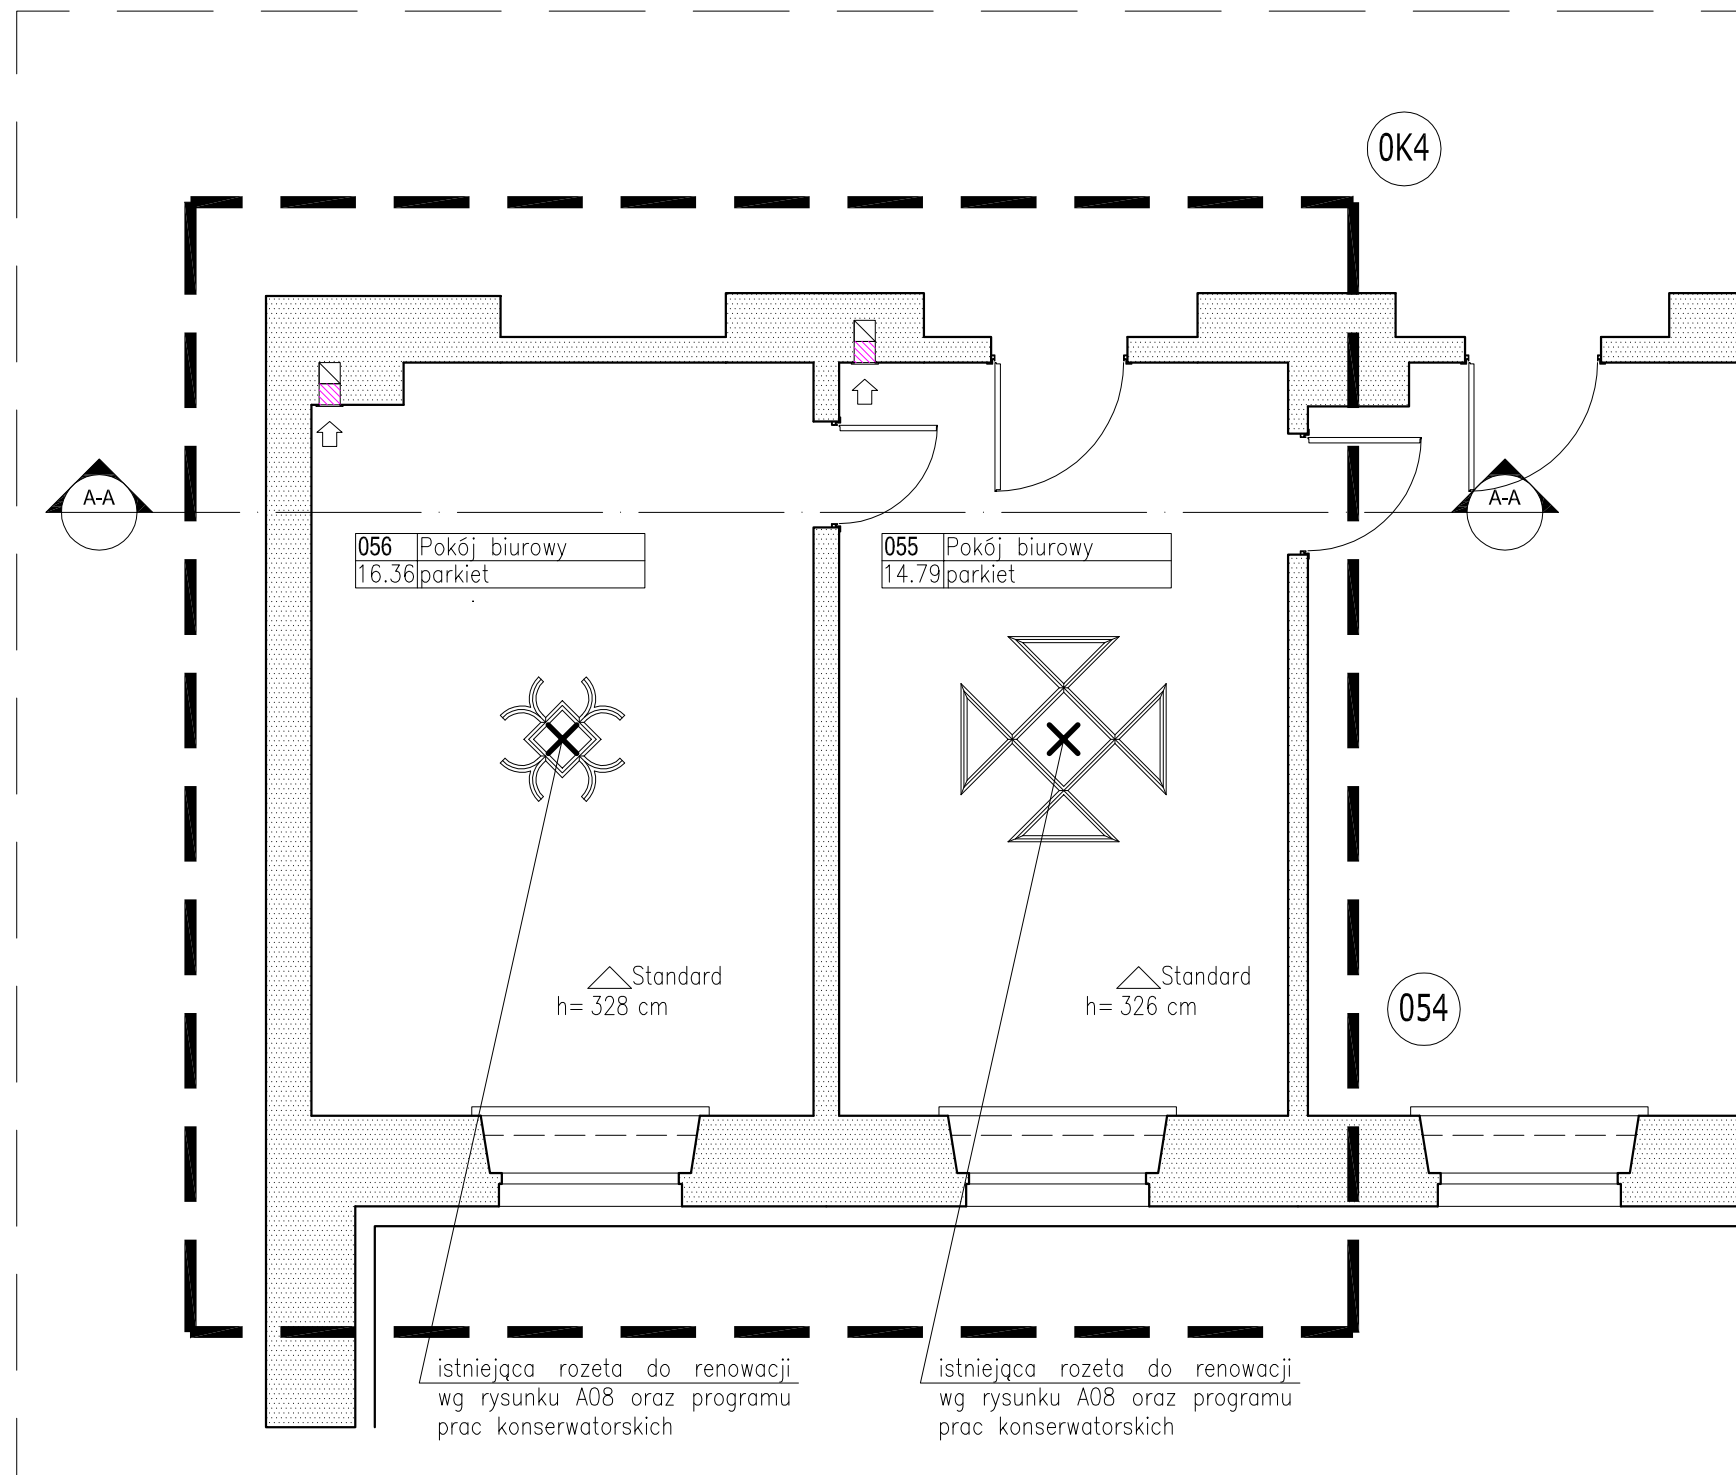 0K4
A-A
A-A
056 Pokój biurowy
16.36 parkiet
055 Pokój biurowy
14.79 parkiet
Standard
h= 328 cm
Standard
h= 326 cm
054
istniejąca rozeta do renowacji
wg rysunku A08 oraz programu
prac konserwatorskich
istniejąca rozeta do renowacji
wg rysunku A08 oraz programu
prac konserwatorskich